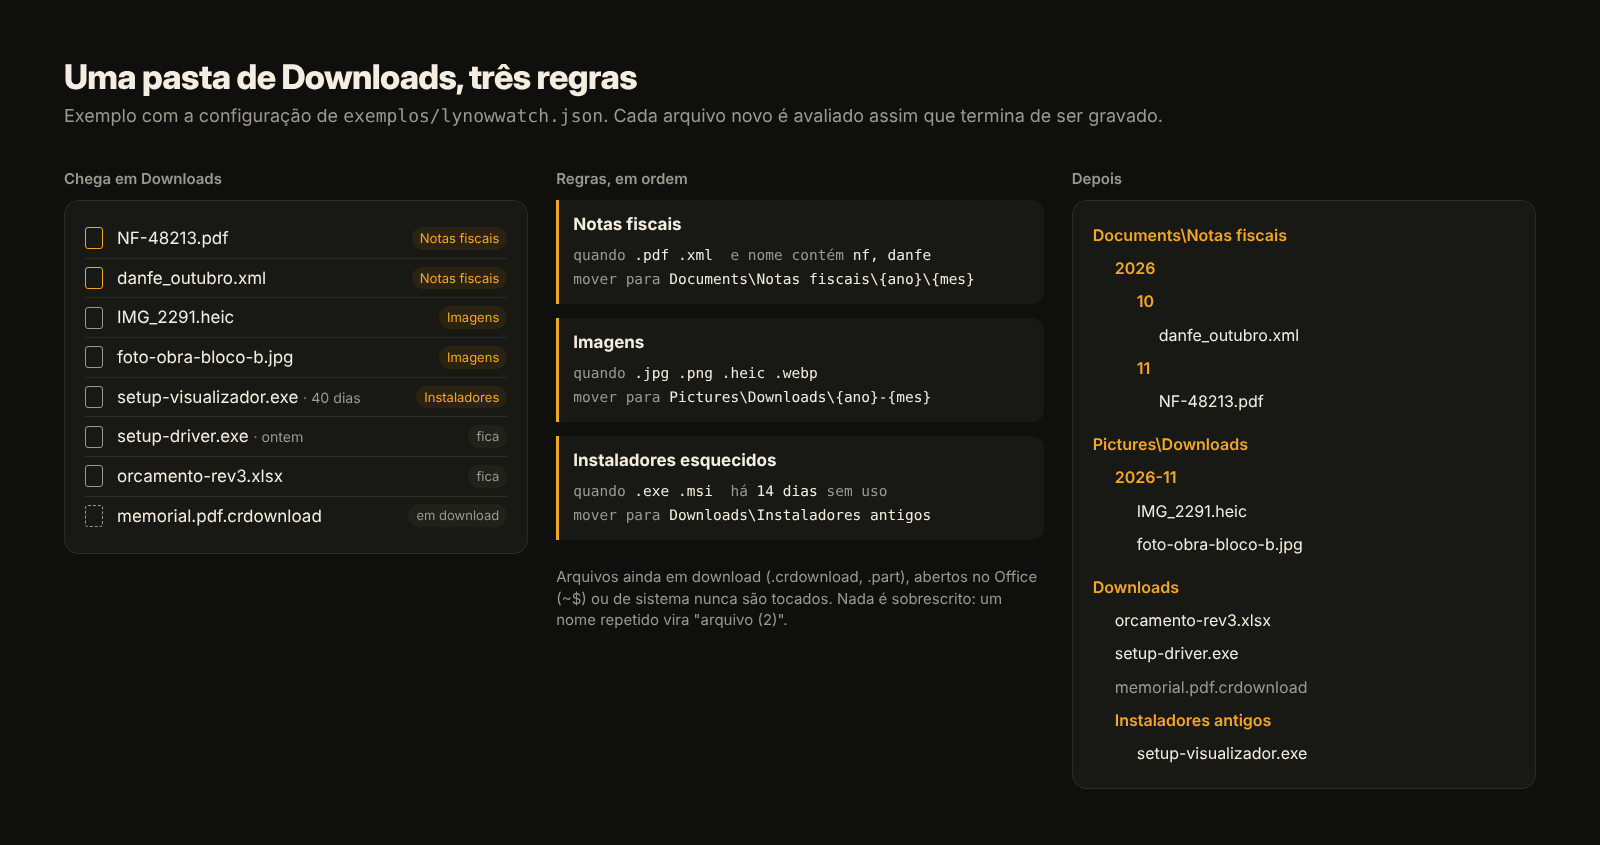 Uma pasta de Downloads, três regras
Exemplo com a configuração de exemplos/lynowwatch.json. Cada arquivo novo é avaliado assim que termina de ser gravado.
Chega em Downloads
NF-48213.pdf Notas fiscais
danfe_outubro.xml Notas fiscais
IMG_2291.heic Imagens
foto-obra-bloco-b.jpg Imagens
setup-visualizador.exe · 40 dias Instaladores
setup-driver.exe · ontem fica
orcamento-rev3.xlsx fica
memorial.pdf.crdownload em download
Regras, em ordem
Notas fiscais
quando .pdf .xml e nome contém nf, danfe
mover para Documents\Notas fiscais\{ano}\{mes}
Imagens
quando .jpg .png .heic .webp
mover para Pictures\Downloads\{ano}-{mes}
Instaladores esquecidos
quando .exe .msi há 14 dias sem uso
mover para Downloads\Instaladores antigos
Arquivos ainda em download (.crdownload, .part), abertos no Office
(~$) ou de sistema nunca são tocados. Nada é sobrescrito: um
nome repetido vira "arquivo (2)".
Depois
Documents\Notas fiscais
2026
10
danfe_outubro.xml
11
NF-48213.pdf
Pictures\Downloads
2026-11
IMG_2291.heic
foto-obra-bloco-b.jpg
Downloads
orcamento-rev3.xlsx
setup-driver.exe
memorial.pdf.crdownload
Instaladores antigos
setup-visualizador.exe